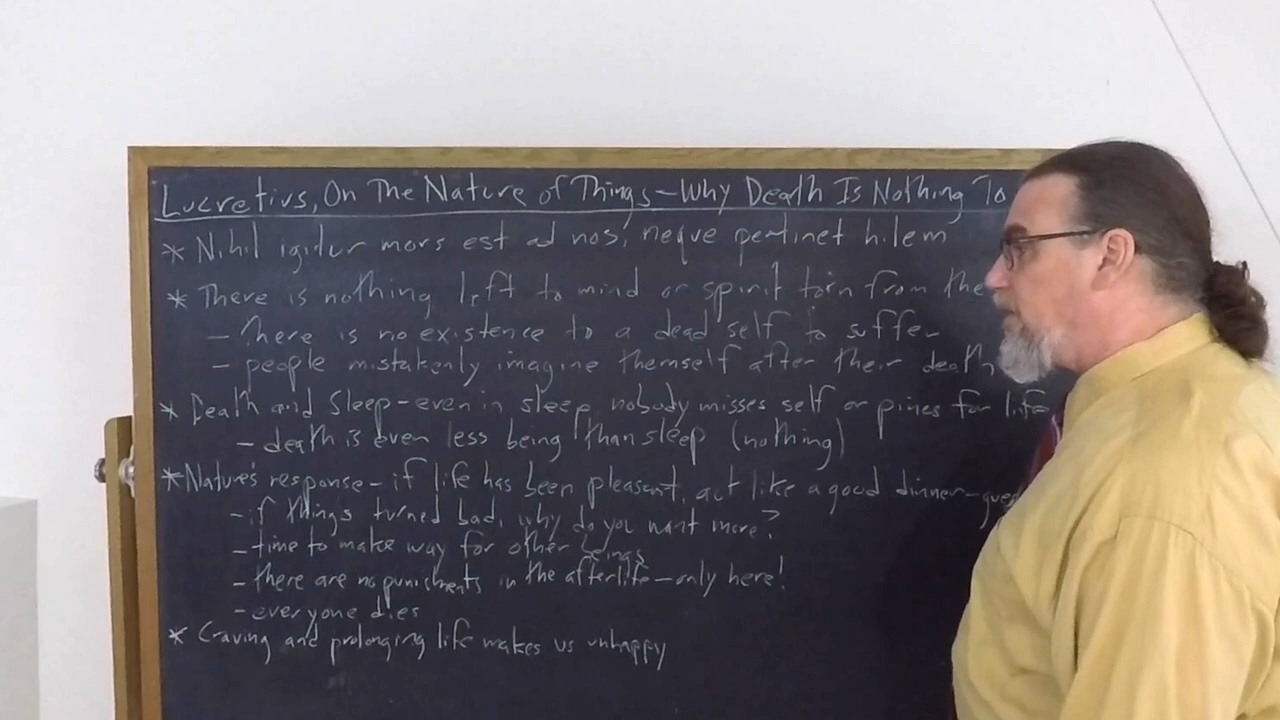 Lucretius, On The Nature of Things - Why Death Is Nothing To
* Nihil igitur mors est ad nos, neque pertinet hilem
* There is nothing left to mind or spirit torn from the
- there is no existence to a dead self to suffer
- people mistakenly imagine themself after their death
* Death and Sleep - even in sleep, nobody misses self or pines for life
- death is even less being than sleep (nothing)
* Nature's response - if life has been pleasant, act like a good dinner-gues
- if things turned bad, why do you want more?
- time to make way for other beings
- there are no punishments in the afterlife - only here!
- everyone dies
* Craving and prolonging life makes us unhappy